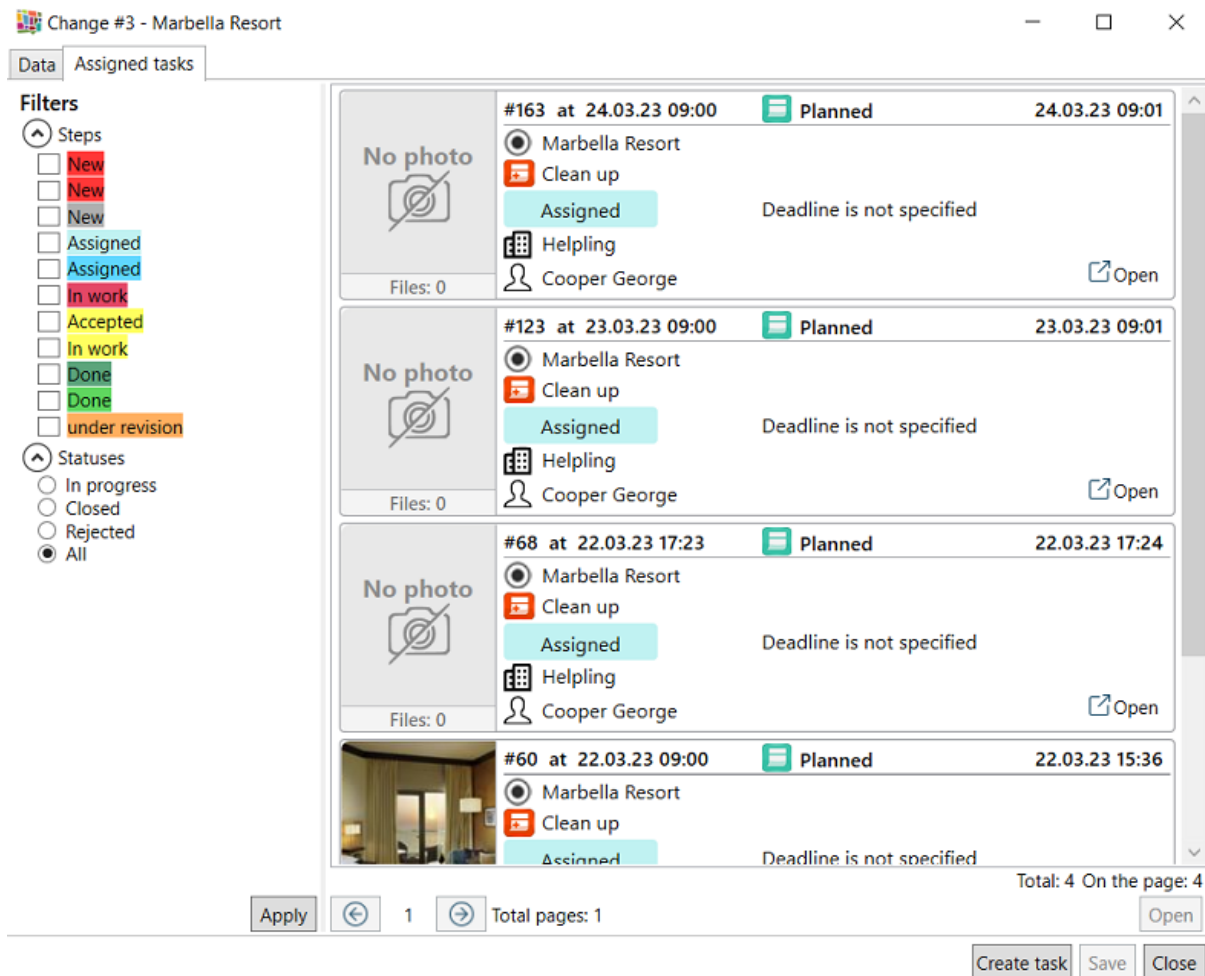 Change #3 - Marbella Resort
Data
Assigned tasks
Filters
Steps
New
New
New
Assigned
Assigned
In work
Accepted
In work
Done
Done
under revision
Statuses
In progress
Closed
Rejected
All
Apply
#163 at 24.03.23 09:00 Planned 24.03.23 09:01
No photo
Marbella Resort
Clean up
Assigned Deadline is not specified
Helpling
Cooper George
Files: 0
Open
#123 at 23.03.23 09:00 Planned 23.03.23 09:01
No photo
Marbella Resort
Clean up
Assigned Deadline is not specified
Helpling
Cooper George
Files: 0
Open
#68 at 22.03.23 17:23 Planned 22.03.23 17:24
No photo
Marbella Resort
Clean up
Assigned Deadline is not specified
Helpling
Cooper George
Files: 0
Open
#60 at 22.03.23 09:00 Planned 22.03.23 15:36
Marbella Resort
Clean up
Assigned Deadline is not specified
Total: 4 On the page: 4
1 Total pages: 1
Open
Create task Save Close